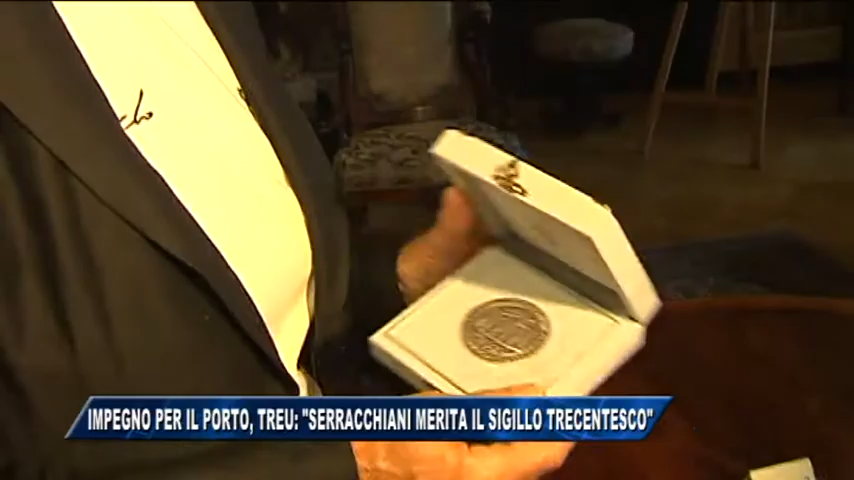 IMPEGNO PER IL PORTO, TREU: "SERRACCHIANI MERITA IL SIGILLO TRECENTESCO"